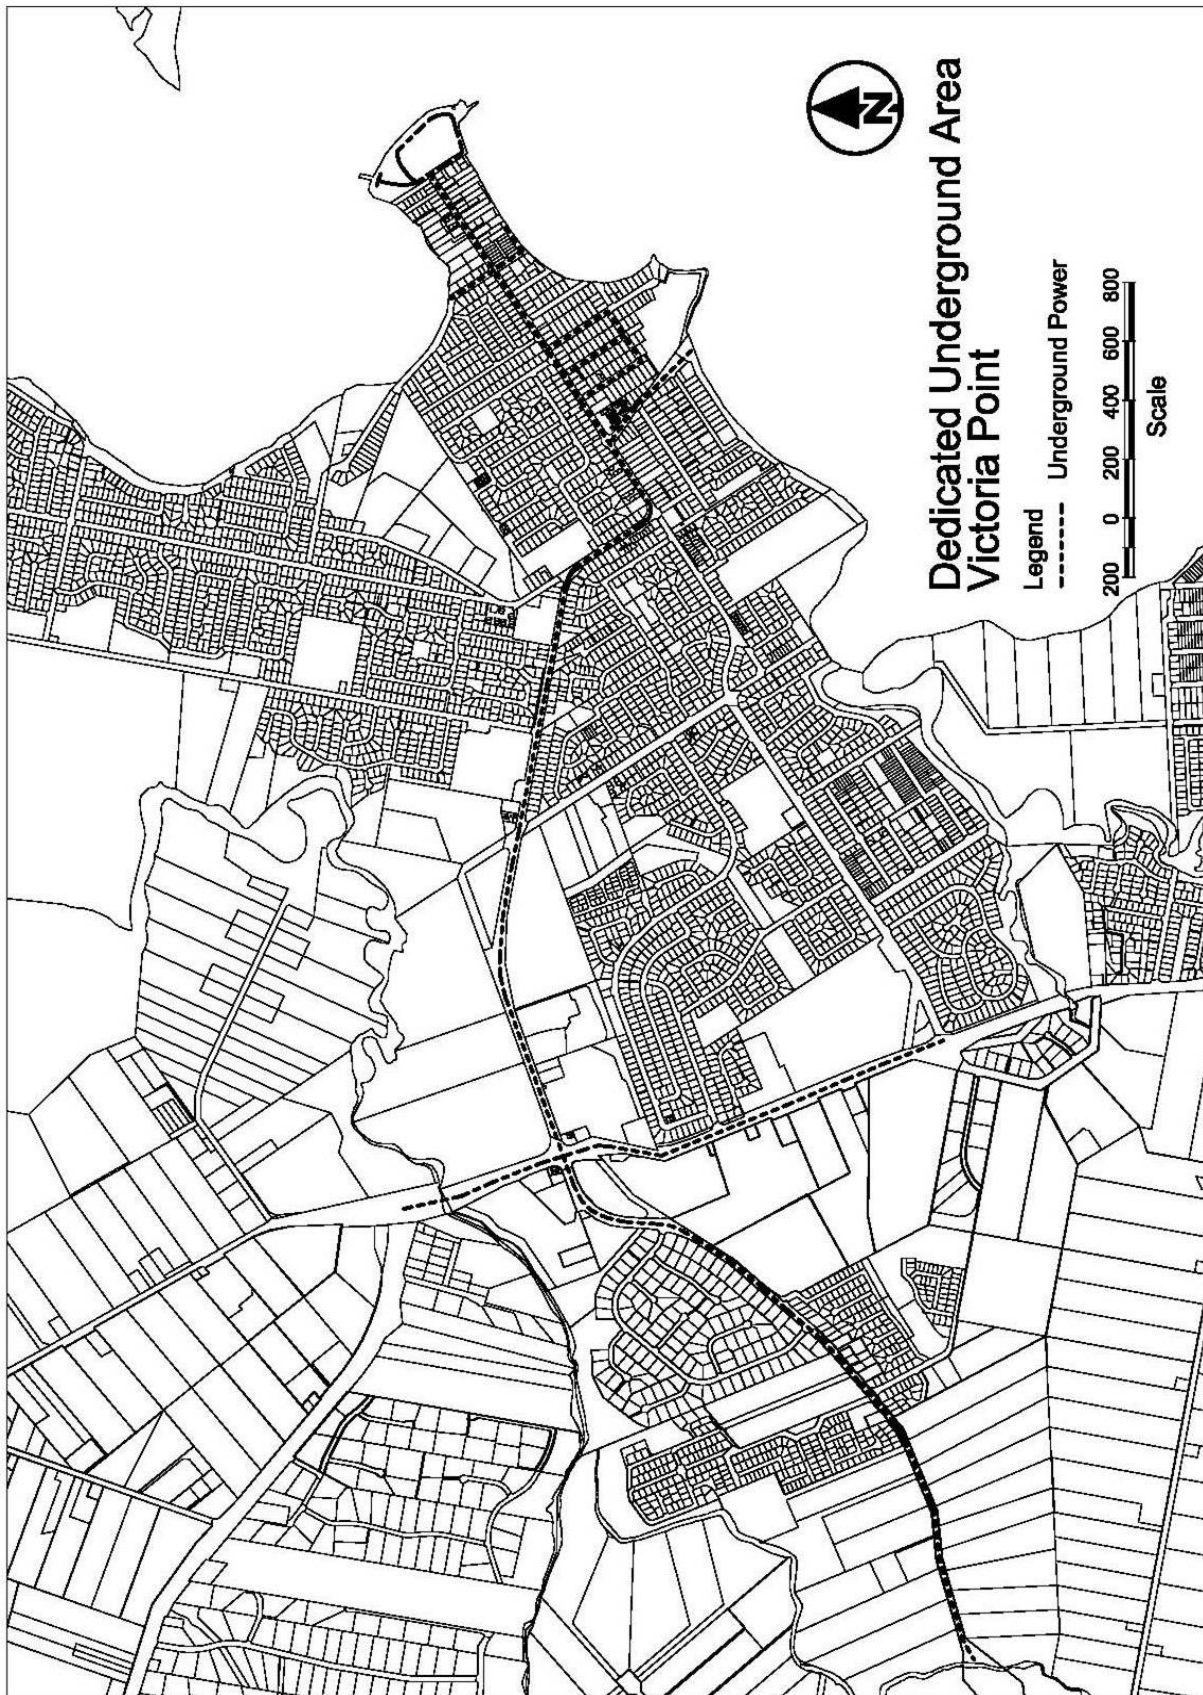 N
Dedicated Underground Area
Victoria Point
Legend
Underground Power
200 0 200 400 600 800
Scale